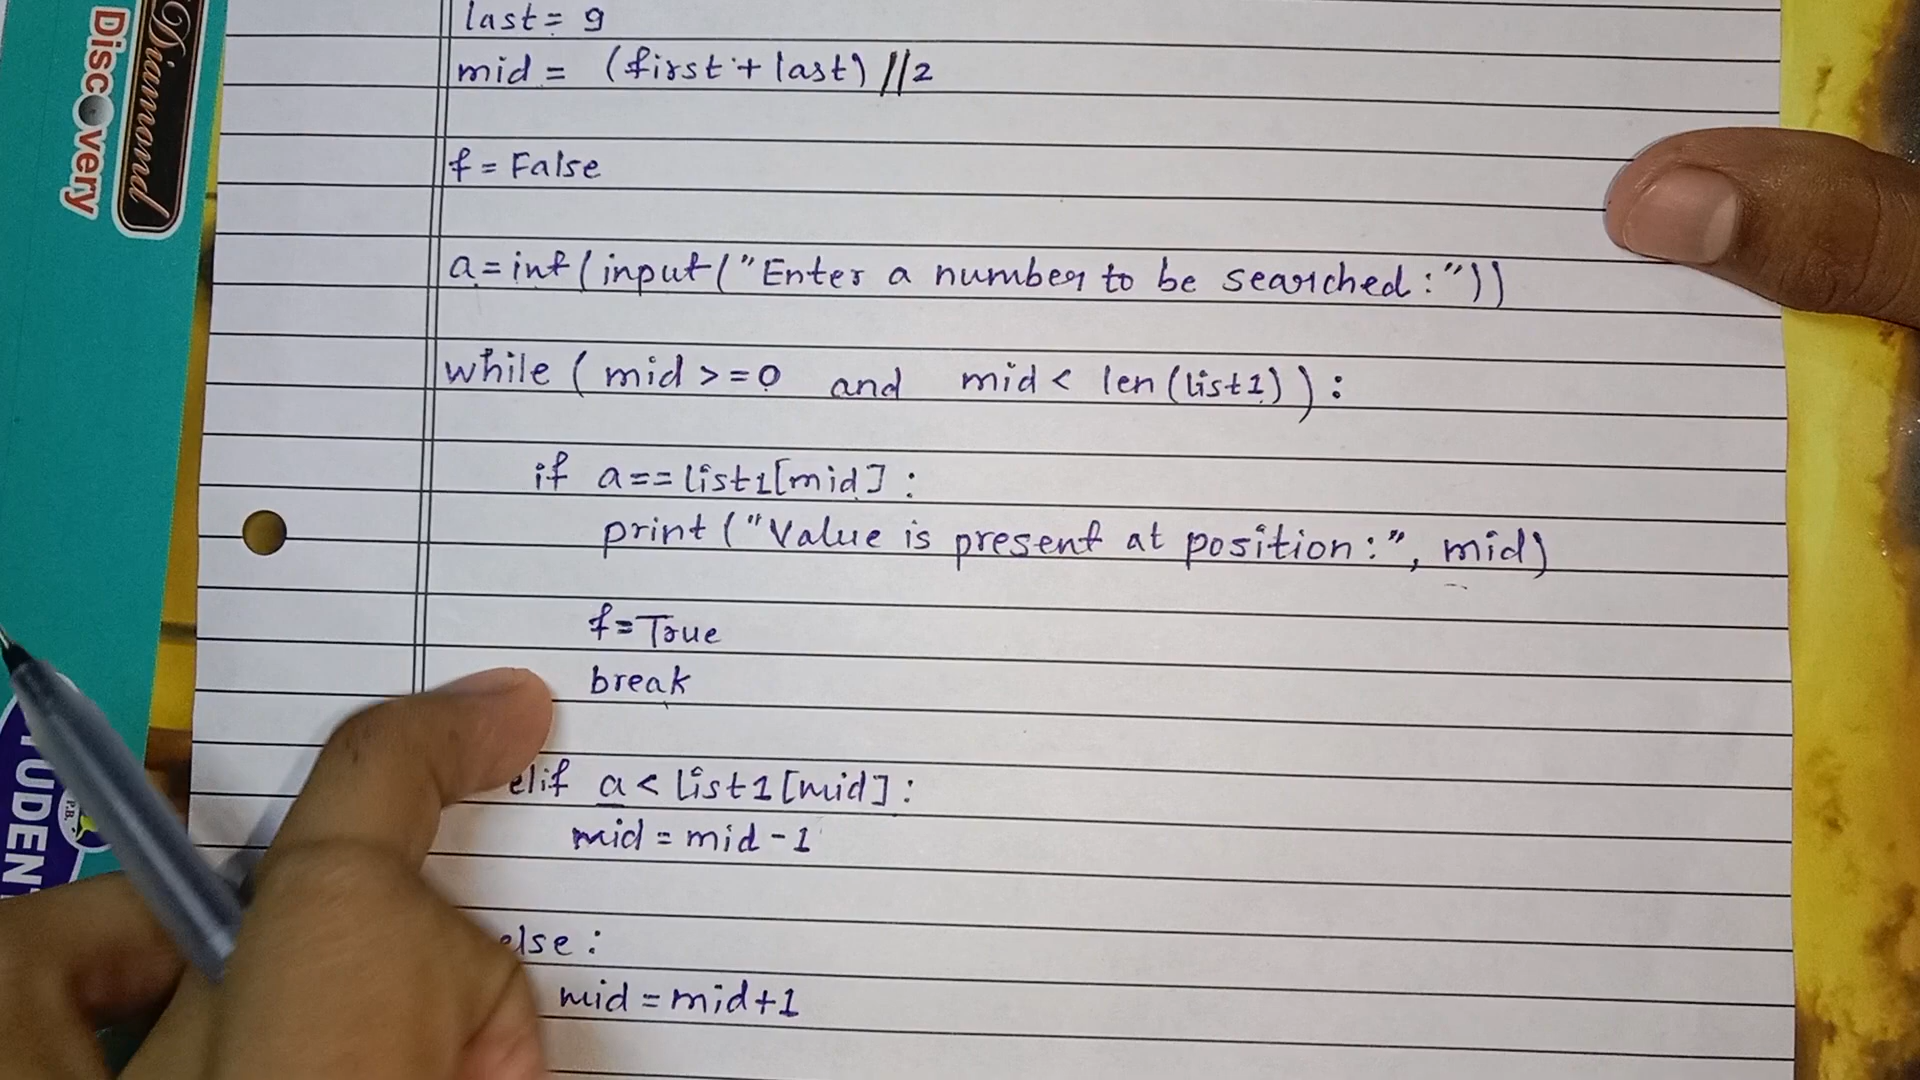 Diamond
Discovery
last = 9
mid = (first + last) //2
f = False
a = int(input("Enter a number to be searched:"))
while (mid >= 0 and mid < len(list1)):
if a == list1[mid]:
print("Value is present at position:", mid)
f = True
break
elif a < list1[mid]:
mid = mid - 1
else:
mid = mid + 1